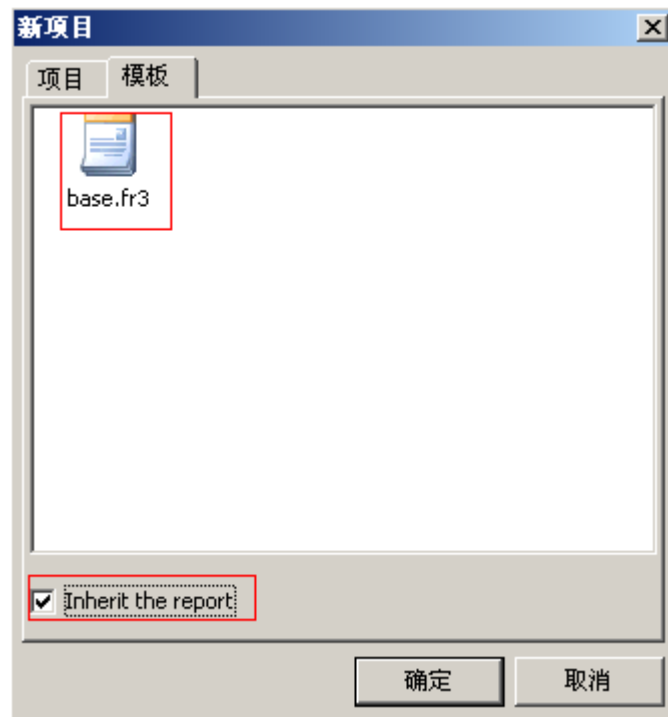 新项目
项目 模板
base.fr3
Inherit the report
确定 取消